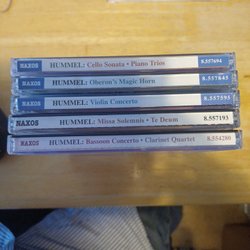 NAXOS HUMMEL: Cello Sonata • Piano Trios 8.557694
NAXOS HUMMEL: Oberon's Magic Horn 8.557845
NAXOS HUMMEL: Violin Concerto 8.557595
NAXOS HUMMEL: Missa Solemnis • Te Deum 8.557193
NAXOS HUMMEL: Bassoon Concerto • Clarinet Quartet 8.554280